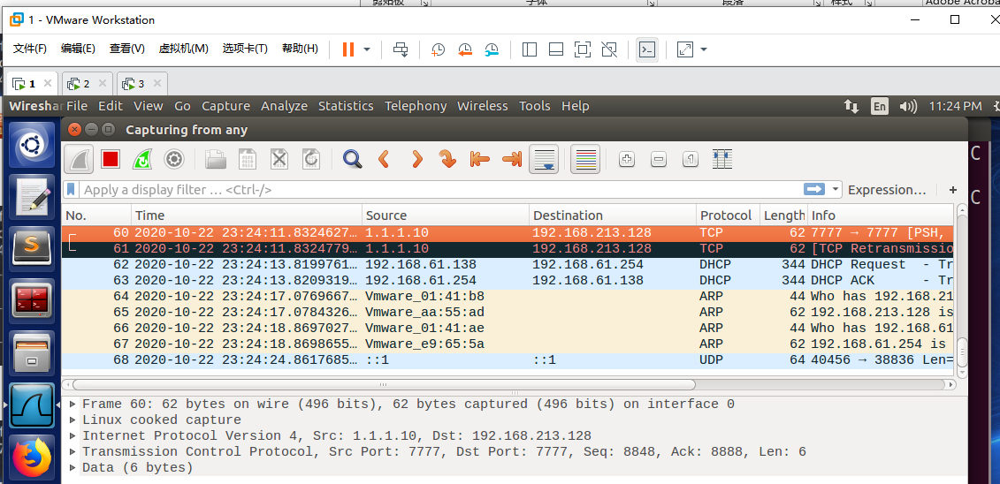 剪贴板 字体 段落 样式 Adobe Acroba
1 - VMware Workstation
文件(F) 编辑(E) 查看(V) 虚拟机(M) 选项卡(T) 帮助(H)
1 2 3
Wireshar File Edit View Go Capture Analyze Statistics Telephony Wireless Tools Help En 11:24 PM
Capturing from any
Apply a display filter … <Ctrl-/> Expression… +
No. Time Source Destination Protocol Length Info
60 2020-10-22 23:24:11.8324627… 1.1.1.10 192.168.213.128 TCP 62 7777 → 7777 [PSH,
61 2020-10-22 23:24:11.8324779… 1.1.1.10 192.168.213.128 TCP 62 [TCP Retransmissio
62 2020-10-22 23:24:13.8199761… 192.168.61.138 192.168.61.254 DHCP 344 DHCP Request - Tr
63 2020-10-22 23:24:13.8209319… 192.168.61.254 192.168.61.138 DHCP 344 DHCP ACK - Tr
64 2020-10-22 23:24:17.0769667… Vmware_01:41:b8 ARP 44 Who has 192.168.21
65 2020-10-22 23:24:17.0784326… Vmware_aa:55:ad ARP 62 192.168.213.128 is
66 2020-10-22 23:24:18.8697027… Vmware_01:41:ae ARP 44 Who has 192.168.61
67 2020-10-22 23:24:18.8698655… Vmware_e9:65:5a ARP 62 192.168.61.254 is
68 2020-10-22 23:24:24.8617685… ::1 ::1 UDP 64 40456 → 38836 Len=
Frame 60: 62 bytes on wire (496 bits), 62 bytes captured (496 bits) on interface 0
Linux cooked capture
Internet Protocol Version 4, Src: 1.1.1.10, Dst: 192.168.213.128
Transmission Control Protocol, Src Port: 7777, Dst Port: 7777, Seq: 8848, Ack: 8888, Len: 6
Data (6 bytes)
C
C